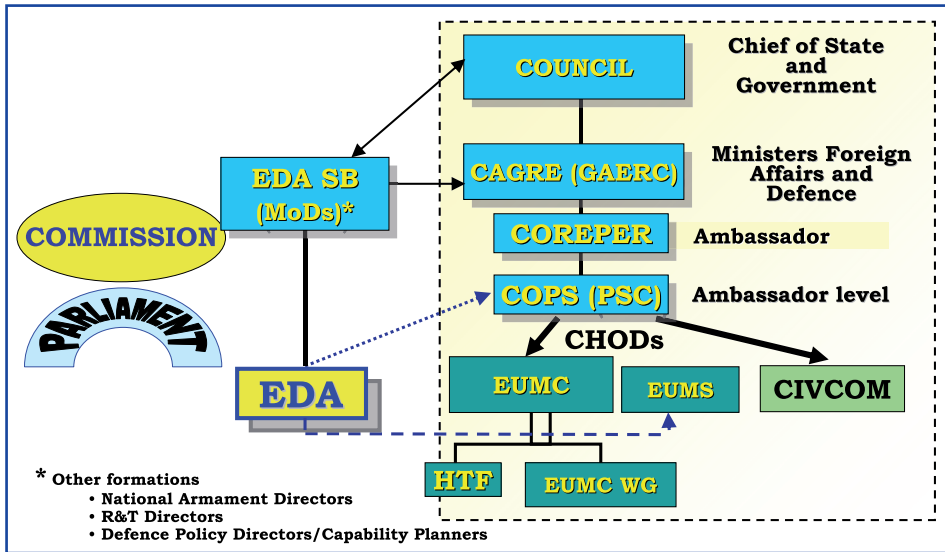 COUNCIL
Chief of State
and
Government
EDA SB
(MoDs)*
CAGRE (GAERC)
Ministers Foreign
Affairs and
Defence
COMMISSION
COREPER
Ambassador
PARLIAMENT
COPS (PSC)
Ambassador level
CHODs
EDA
EUMC
EUMS
CIVCOM
HTF
EUMC WG
* Other formations
• National Armament Directors
• R&T Directors
• Defence Policy Directors/Capability Planners